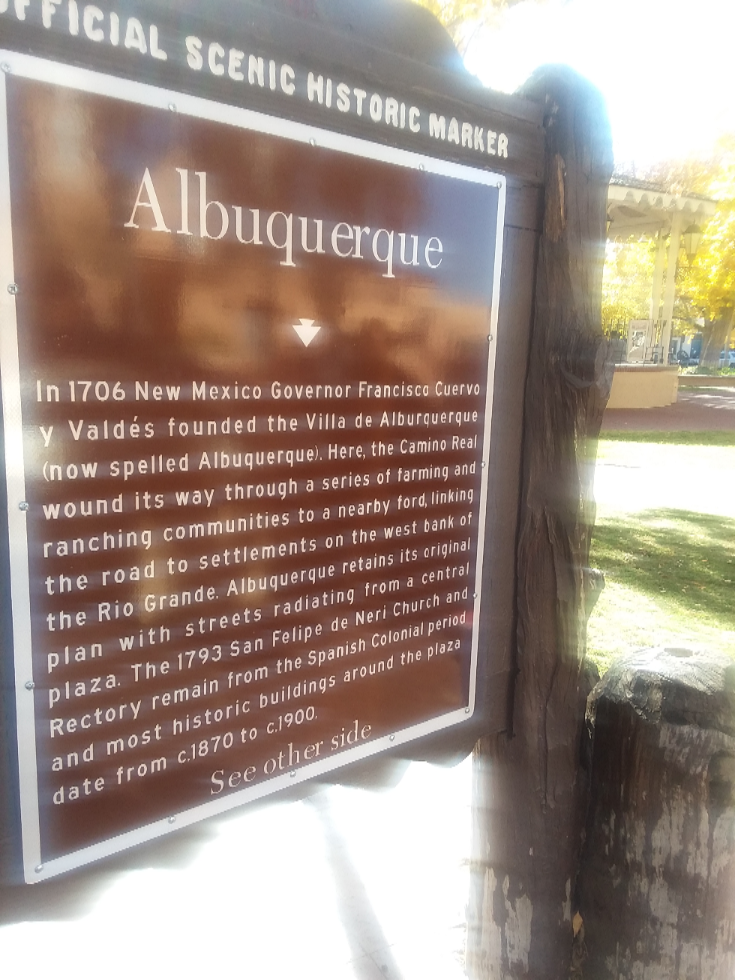 OFFICIAL SCENIC HISTORIC MARKER
Albuquerque
In 1706 New Mexico Governor Francisco Cuervo
y Valdés founded the Villa de Alburquerque
(now spelled Albuquerque). Here, the Camino Real
wound its way through a series of farming and
ranching communities to a nearby ford, linking
the road to settlements on the west bank of
the Rio Grande. Albuquerque retains its original
plan with streets radiating from a central
plaza. The 1793 San Felipe de Neri Church and
Rectory remain from the Spanish Colonial period
and most historic buildings around the plaza
date from c.1870 to c.1900.
See other side